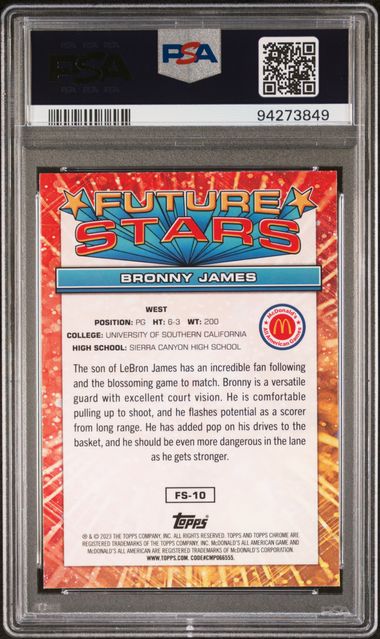 PSA
PSA
94273849
FUTURE
STARS
BRONNY JAMES
WEST
POSITION: PG HT: 6-3 WT: 200
COLLEGE: UNIVERSITY OF SOUTHERN CALIFORNIA
HIGH SCHOOL: SIERRA CANYON HIGH SCHOOL
McDonald's
All American Games
The son of LeBron James has an incredible fan following
and the blossoming game to match. Bronny is a versatile
guard with excellent court vision. He is comfortable
pulling up to shoot, and he flashes potential as a scorer
from long range. He has added pop on his drives to the
basket, and he should be even more dangerous in the lane
as he gets stronger.
FS-10
Topps
® & © 2023 THE TOPPS COMPANY, INC. ALL RIGHTS RESERVED. TOPPS AND TOPPS CHROME ARE
REGISTERED TRADEMARKS OF THE TOPPS COMPANY, INC. McDONALD'S ALL AMERICAN GAME AND
McDONALD'S ALL AMERICAN ARE REGISTERED TRADEMARKS OF McDONALD'S CORPORATION.
WWW.TOPPS.COM. CODE#CMP066555.